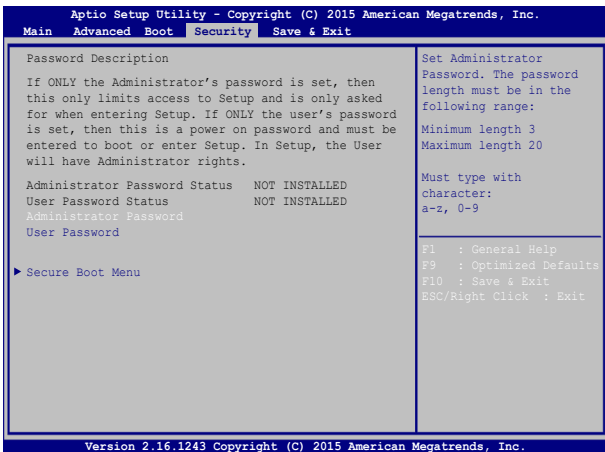 Aptio Setup Utility - Copyright (C) 2015 American Megatrends, Inc.
Main Advanced Boot Security Save & Exit
Password Description
If ONLY the Administrator's password is set, then
this only limits access to Setup and is only asked
for when entering Setup. If ONLY the user's password
is set, then this is a power on password and must be
entered to boot or enter Setup. In Setup, the User
will have Administrator rights.
Administrator Password Status NOT INSTALLED
User Password Status NOT INSTALLED
Administrator Password
User Password
Secure Boot Menu
Set Administrator
Password. The password
length must be in the
following range:
Minimum length 3
Maximum length 20
Must type with
character:
a-z, 0-9
F1 : General Help
F9 : Optimized Defaults
F10 : Save & Exit
ESC/Right Click : Exit
Version 2.16.1243 Copyright (C) 2015 American Megatrends, Inc.